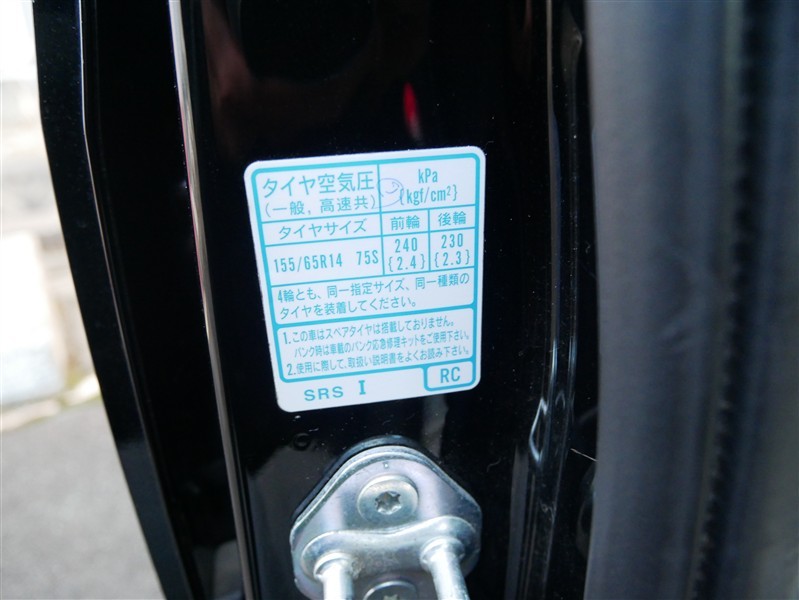 タイヤ空気圧
(一般, 高速共)
kPa
{kgf/cm²}
タイヤサイズ 前輪 後輪
155/65R14 75S 240 {2.4} 230 {2.3}
4輪とも、同一指定サイズ、同一種類の
タイヤを装着してください。
1.この車はスペアタイヤは搭載しておりません。
パンク時は車載のパンク応急修理キットをご使用下さい。
2.使用に際して、取扱い説明書をよくお読み下さい。
SRS I RC